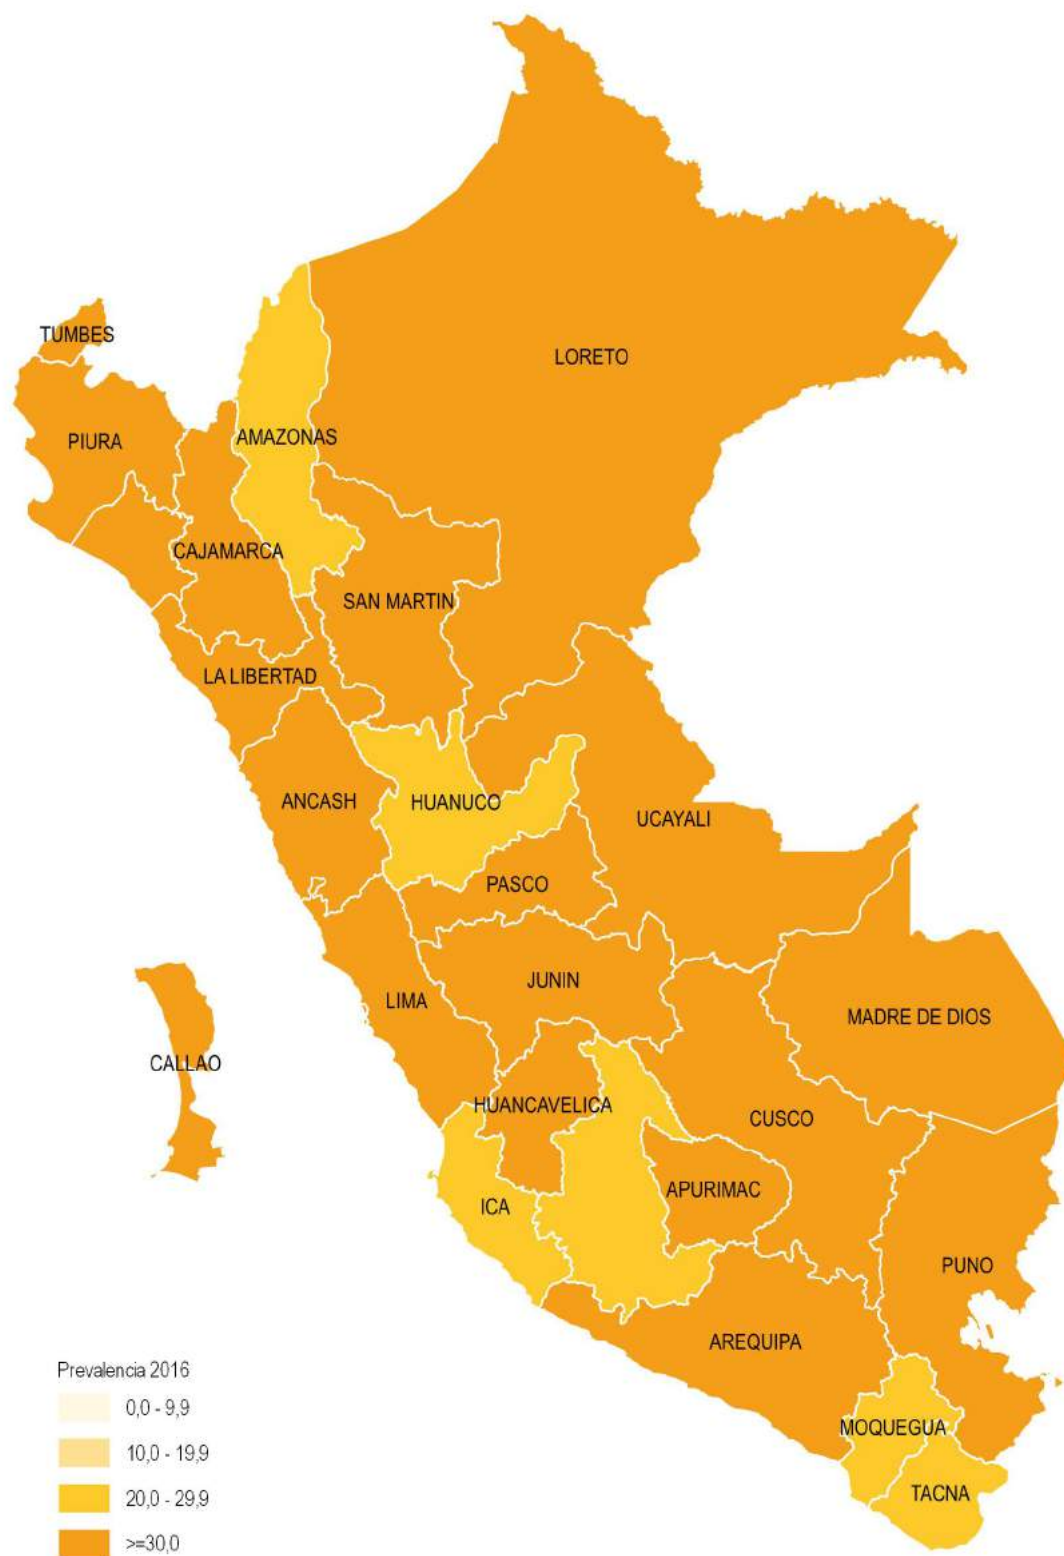 TUMBES
LORETO
PIURA
AMAZONAS
CAJAMARCA
SAN MARTIN
LA LIBERTAD
ANCASH
HUANUCO
UCAYALI
PASCO
JUNIN
LIMA
MADRE DE DIOS
CALLAO
HUANCAVELICA
CUSCO
APURIMAC
ICA
PUNO
AREQUIPA
MOQUEGUA
TACNA
Prevalencia 2016
0,0 - 9,9
10,0 - 19,9
20,0 - 29,9
>=30,0